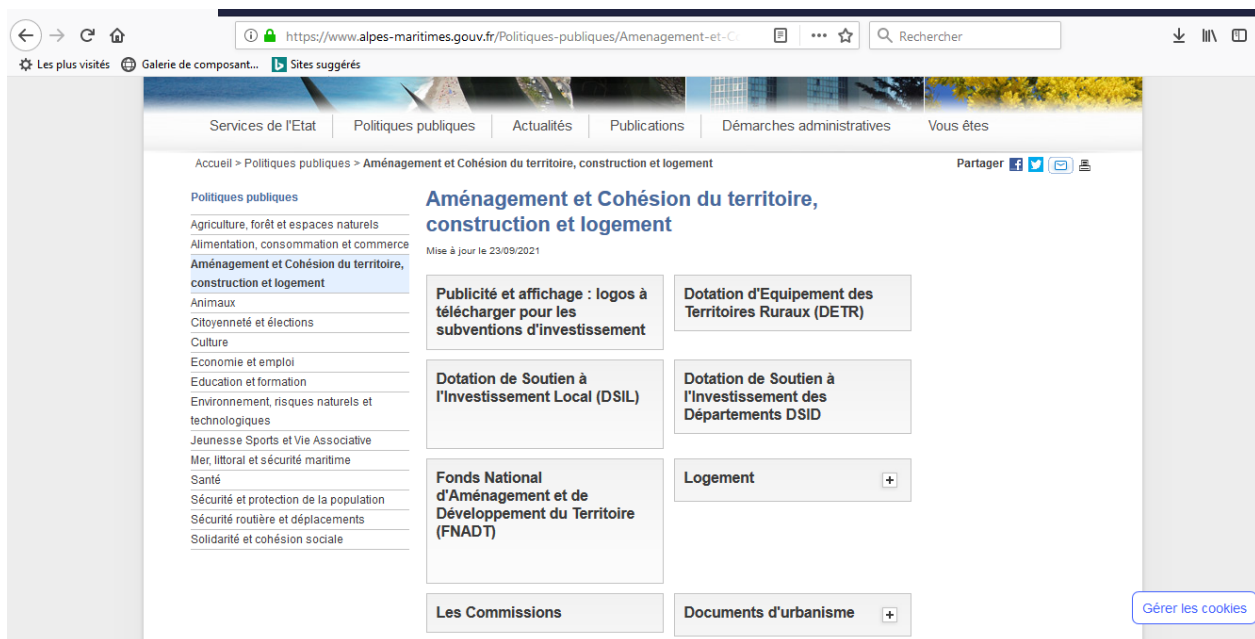 https://www.alpes-maritimes.gouv.fr/Politiques-publiques/Amenagement-et-C
Rechercher
Les plus visités
Galerie de composant...
Sites suggérés
Services de l'Etat
Politiques publiques
Actualités
Publications
Démarches administratives
Vous êtes
Accueil > Politiques publiques > Aménagement et Cohésion du territoire, construction et logement
Partager
Politiques publiques
Agriculture, forêt et espaces naturels
Alimentation, consommation et commerce
Aménagement et Cohésion du territoire,
construction et logement
Animaux
Citoyenneté et élections
Culture
Economie et emploi
Education et formation
Environnement, risques naturels et
technologiques
Jeunesse Sports et Vie Associative
Mer, littoral et sécurité maritime
Santé
Sécurité et protection de la population
Sécurité routière et déplacements
Solidarité et cohésion sociale
Aménagement et Cohésion du territoire,
construction et logement
Mise à jour le 23/09/2021
Publicité et affichage : logos à
télécharger pour les
subventions d'investissement
Dotation d'Equipement des
Territoires Ruraux (DETR)
Dotation de Soutien à
l'Investissement Local (DSIL)
Dotation de Soutien à
l'Investissement des
Départements DSID
Fonds National
d'Aménagement et de
Développement du Territoire
(FNADT)
Logement
Les Commissions
Documents d'urbanisme
Gérer les cookies